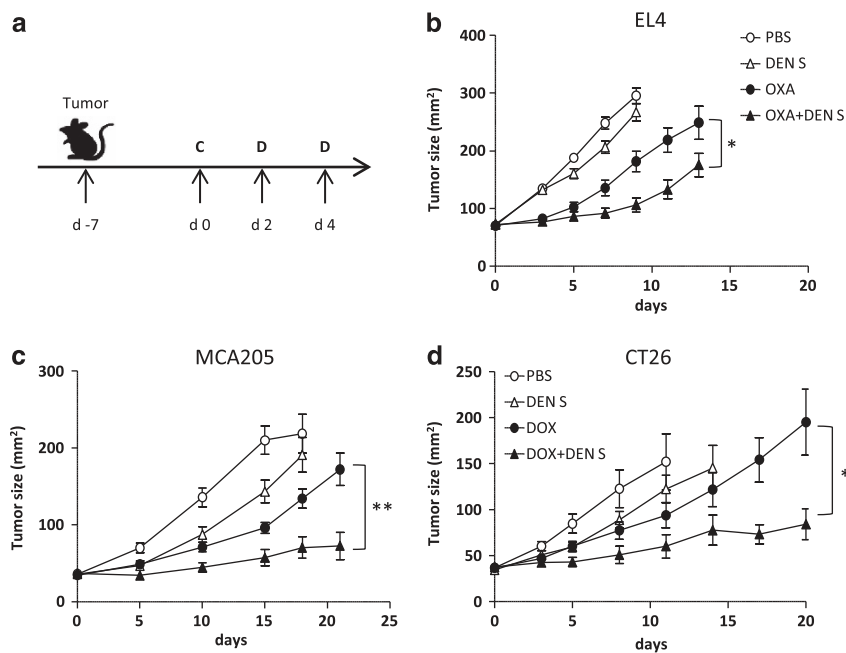 a
Tumor
C D D
d -7 d 0 d 2 d 4
b
EL4
400
300
200
100
0
Tumor size (mm²)
0 5 10 15 20
days
PBS
DEN S
OXA
OXA+DEN S
*
c
MCA205
300
200
100
0
Tumor size (mm²)
0 5 10 15 20 25
days
**
d
CT26
250
200
150
100
50
0
Tumor size (mm²)
0 5 10 15 20
days
PBS
DEN S
DOX
DOX+DEN S
*